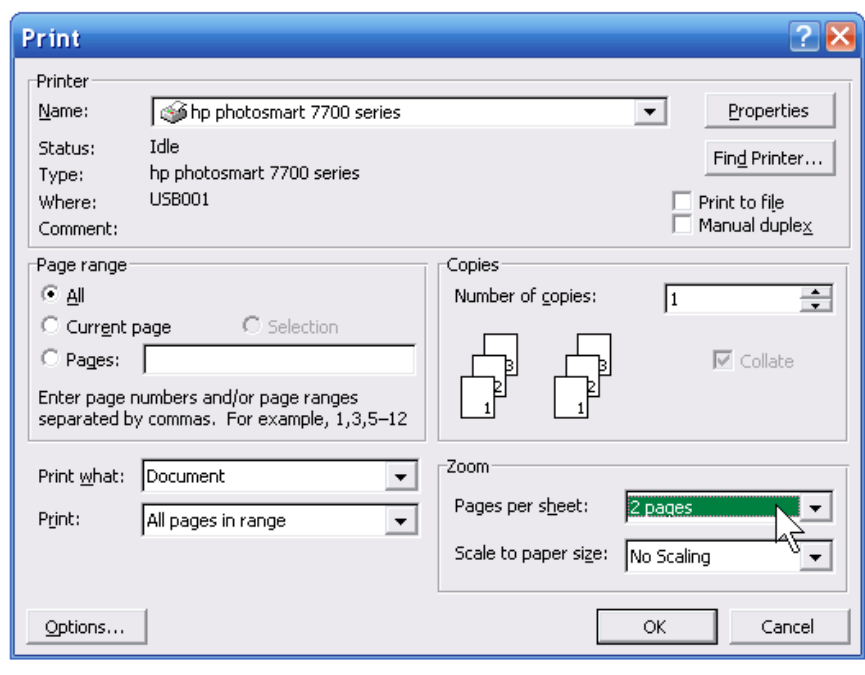 Print
Printer
Name: hp photosmart 7700 series Properties
Status: Idle
Find Printer...
Type: hp photosmart 7700 series
Where: USB001 Print to file
Comment: Manual duplex
Page range
All
Current page Selection
Pages:
Enter page numbers and/or page ranges
separated by commas. For example, 1,3,5–12
Copies
Number of copies: 1
3 3
2 2
1 1
Collate
Print what: Document
Print: All pages in range
Zoom
Pages per sheet: 2 pages
Scale to paper size: No Scaling
Options... OK Cancel